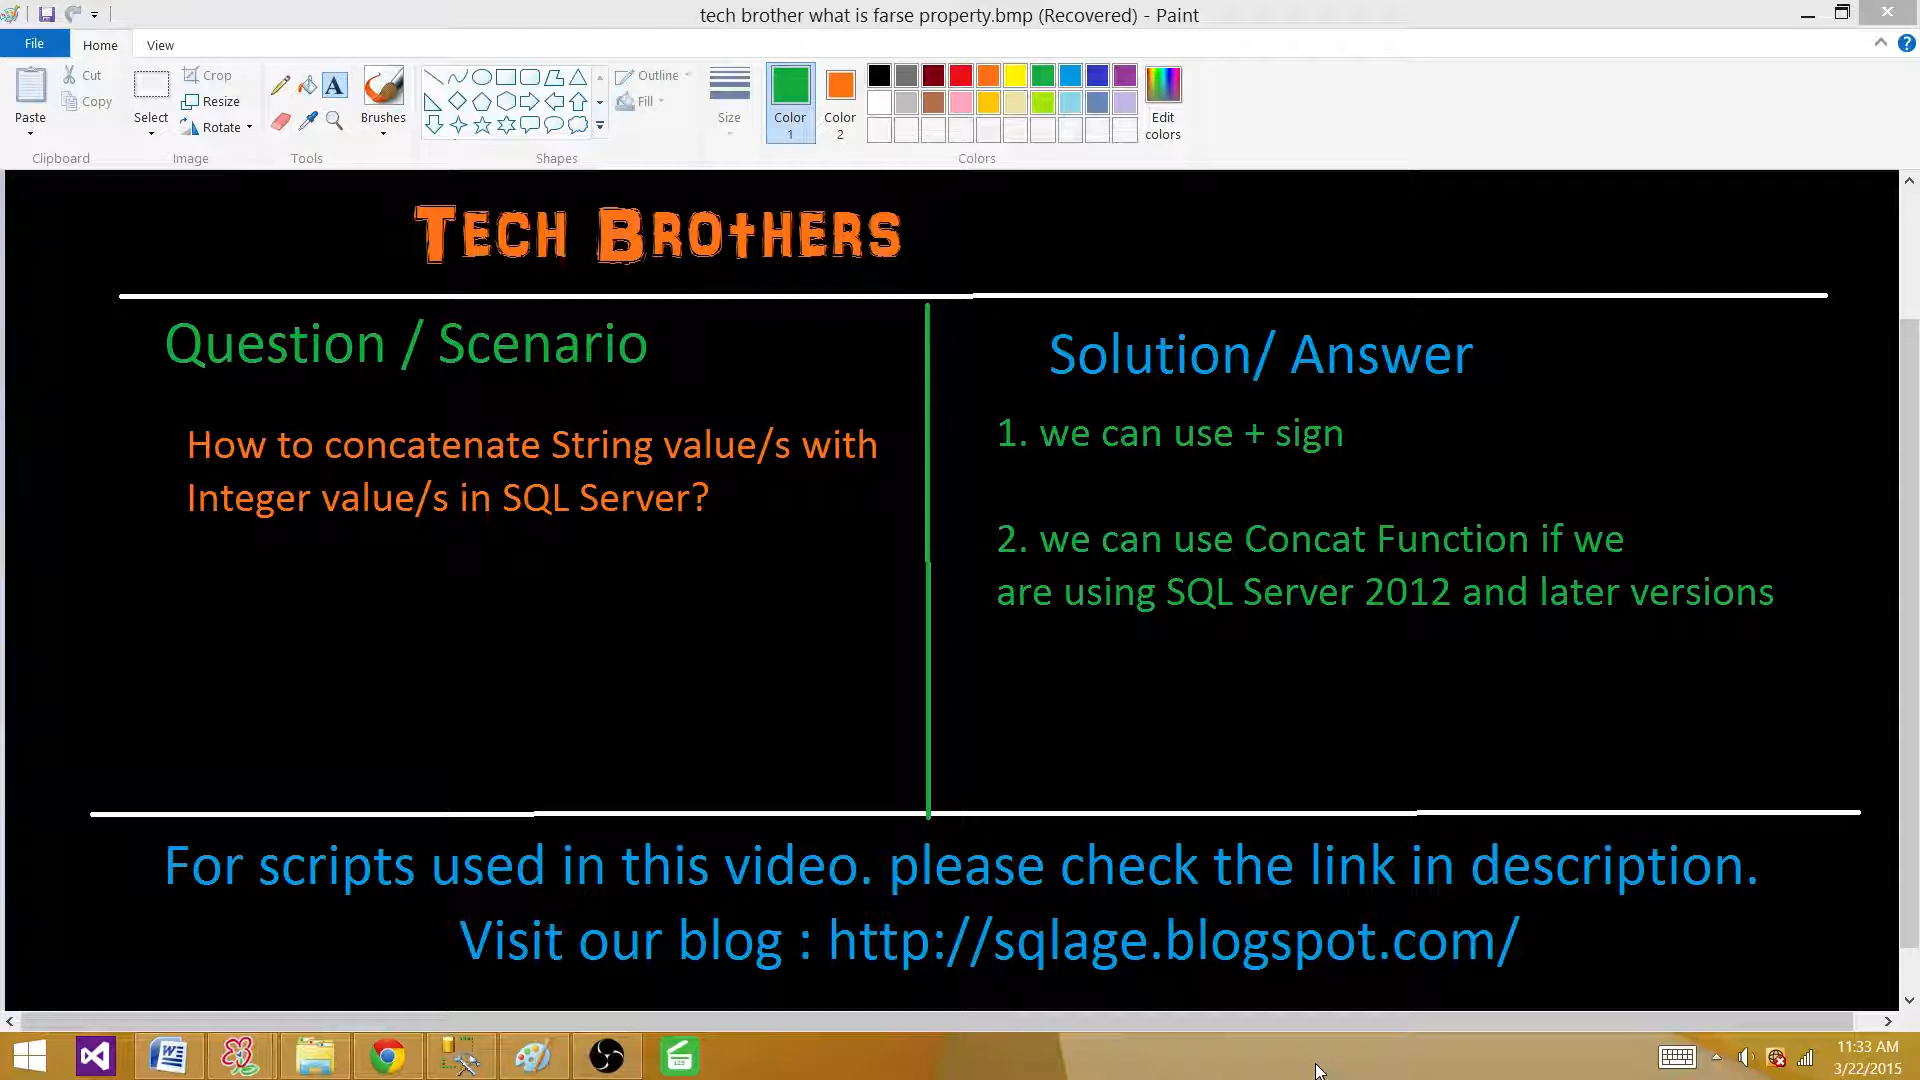 tech brother what is farse property.bmp (Recovered) - Paint
File Home View
Paste
Cut
Copy
Clipboard
Select
Crop
Resize
Rotate
Image
A
Tools
Brushes
Outline
Fill
Shapes
Size
Color 1
Color 2
Edit colors
Colors
Tech Brothers
Question / Scenario
How to concatenate String value/s with
Integer value/s in SQL Server?
Solution/ Answer
1. we can use + sign
2. we can use Concat Function if we
are using SQL Server 2012 and later versions
For scripts used in this video. please check the link in description.
Visit our blog : http://sqlage.blogspot.com/
11:33 AM
3/22/2015